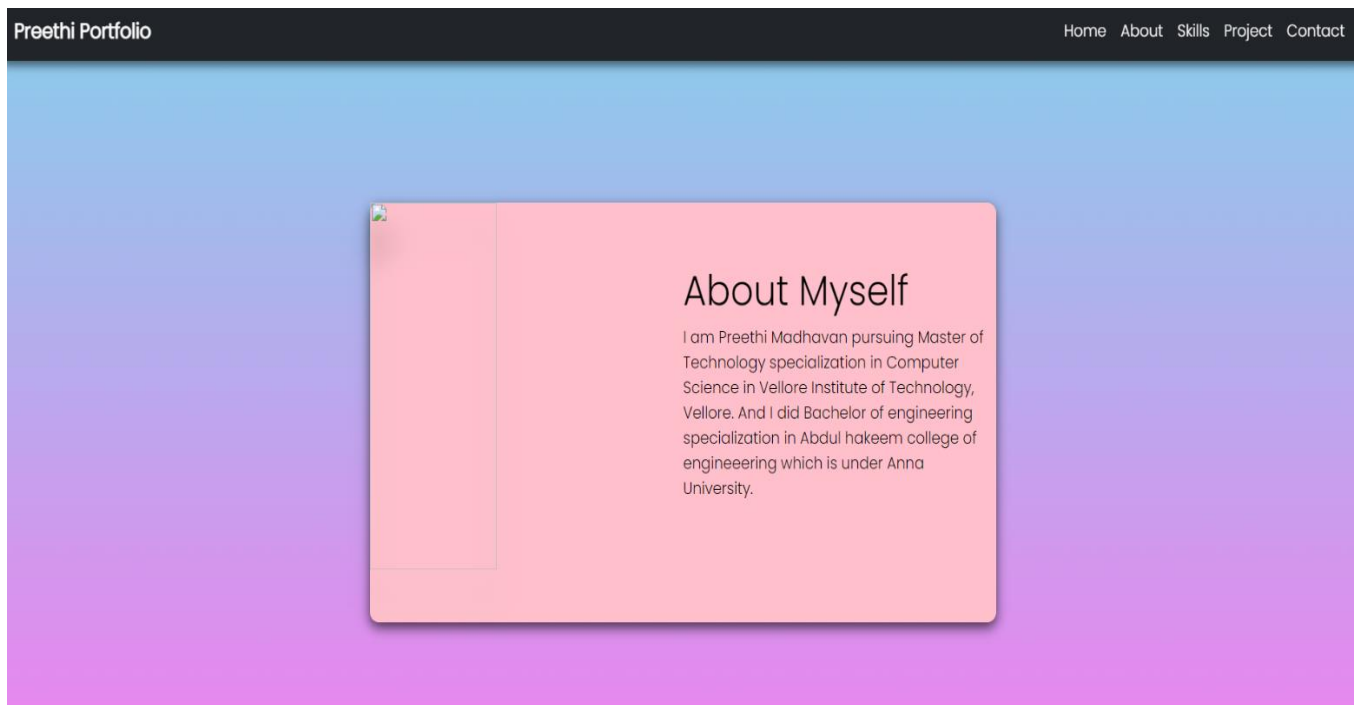 Preethi Portfolio
Home About Skills Project Contact
About Myself
I am Preethi Madhavan pursuing Master of
Technology specialization in Computer
Science in Vellore Institute of Technology,
Vellore. And I did Bachelor of engineering
specialization in Abdul hakeem college of
engineeering which is under Anna
University.